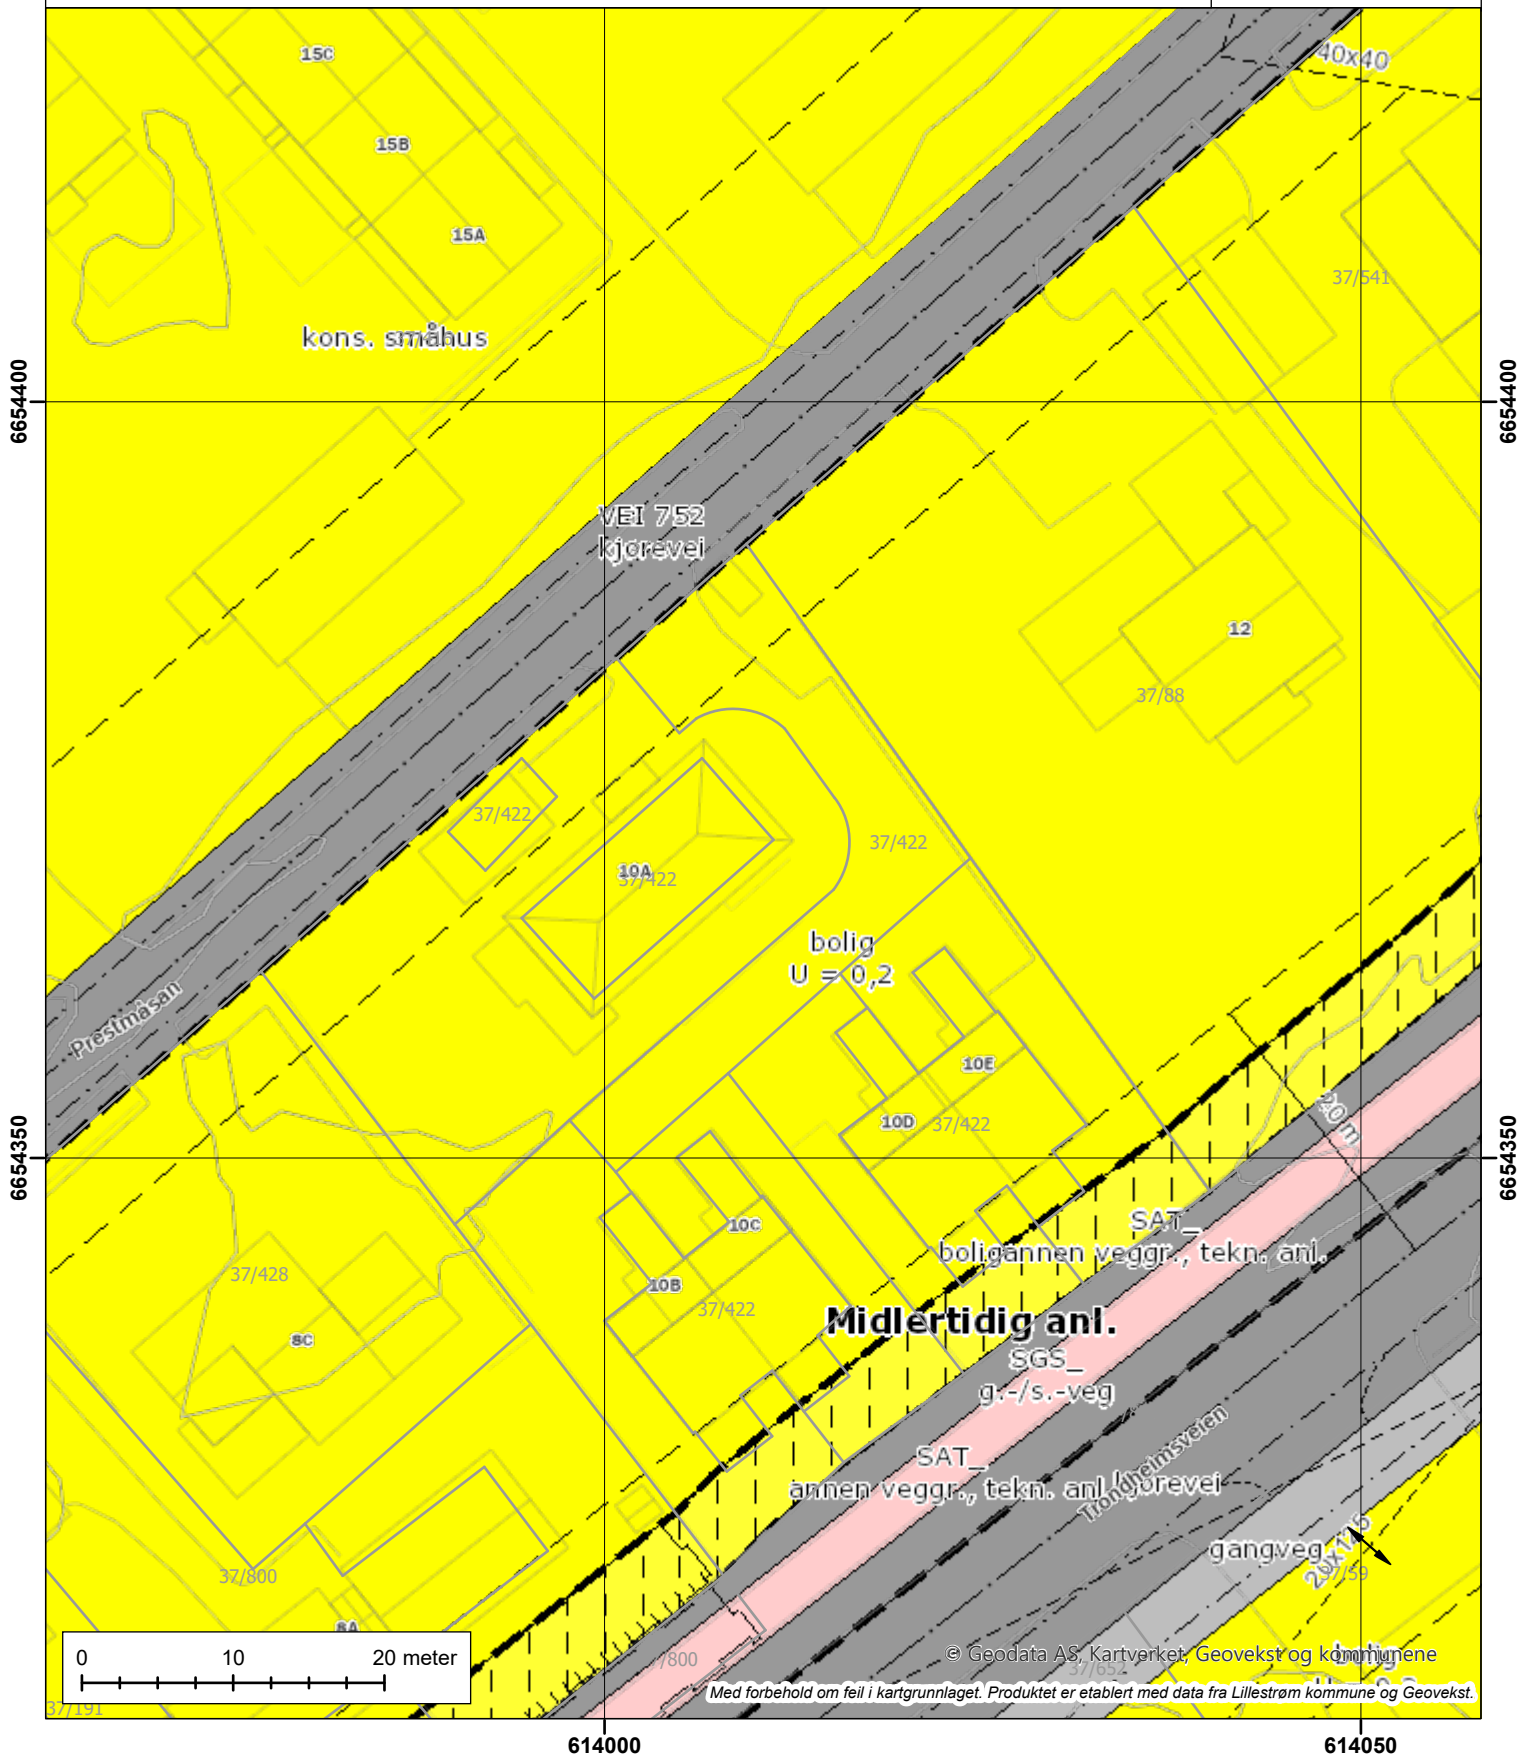 15C
40x40
15B
15A
37/541
kons. småhus
6654400
6654400
VEI 752
kjørevei
12
37/88
37/422
37/422
10A
37/422
bolig
U = 0,2
Prestmåsan
10E
10D
37/422
20 m
6654350
6654350
SAT_
boligannen veggr., tekn. anl.
10C
37/428
10B
37/422
Midlertidig anl.
8C
SGS_
g.-/s.-veg
Trondheimsveien
SAT_
annen veggr., tekn. anl.
gangveg
37/59
37/800
8A
0 10 20 meter
/800
© Geodata AS, Kartverket, Geovekst og kommunene
37/652
bolig
Med forbehold om feil i kartgrunnlaget. Produktet er etablert med data fra Lillestrøm kommune og Geovekst.
37/191
614000
614050